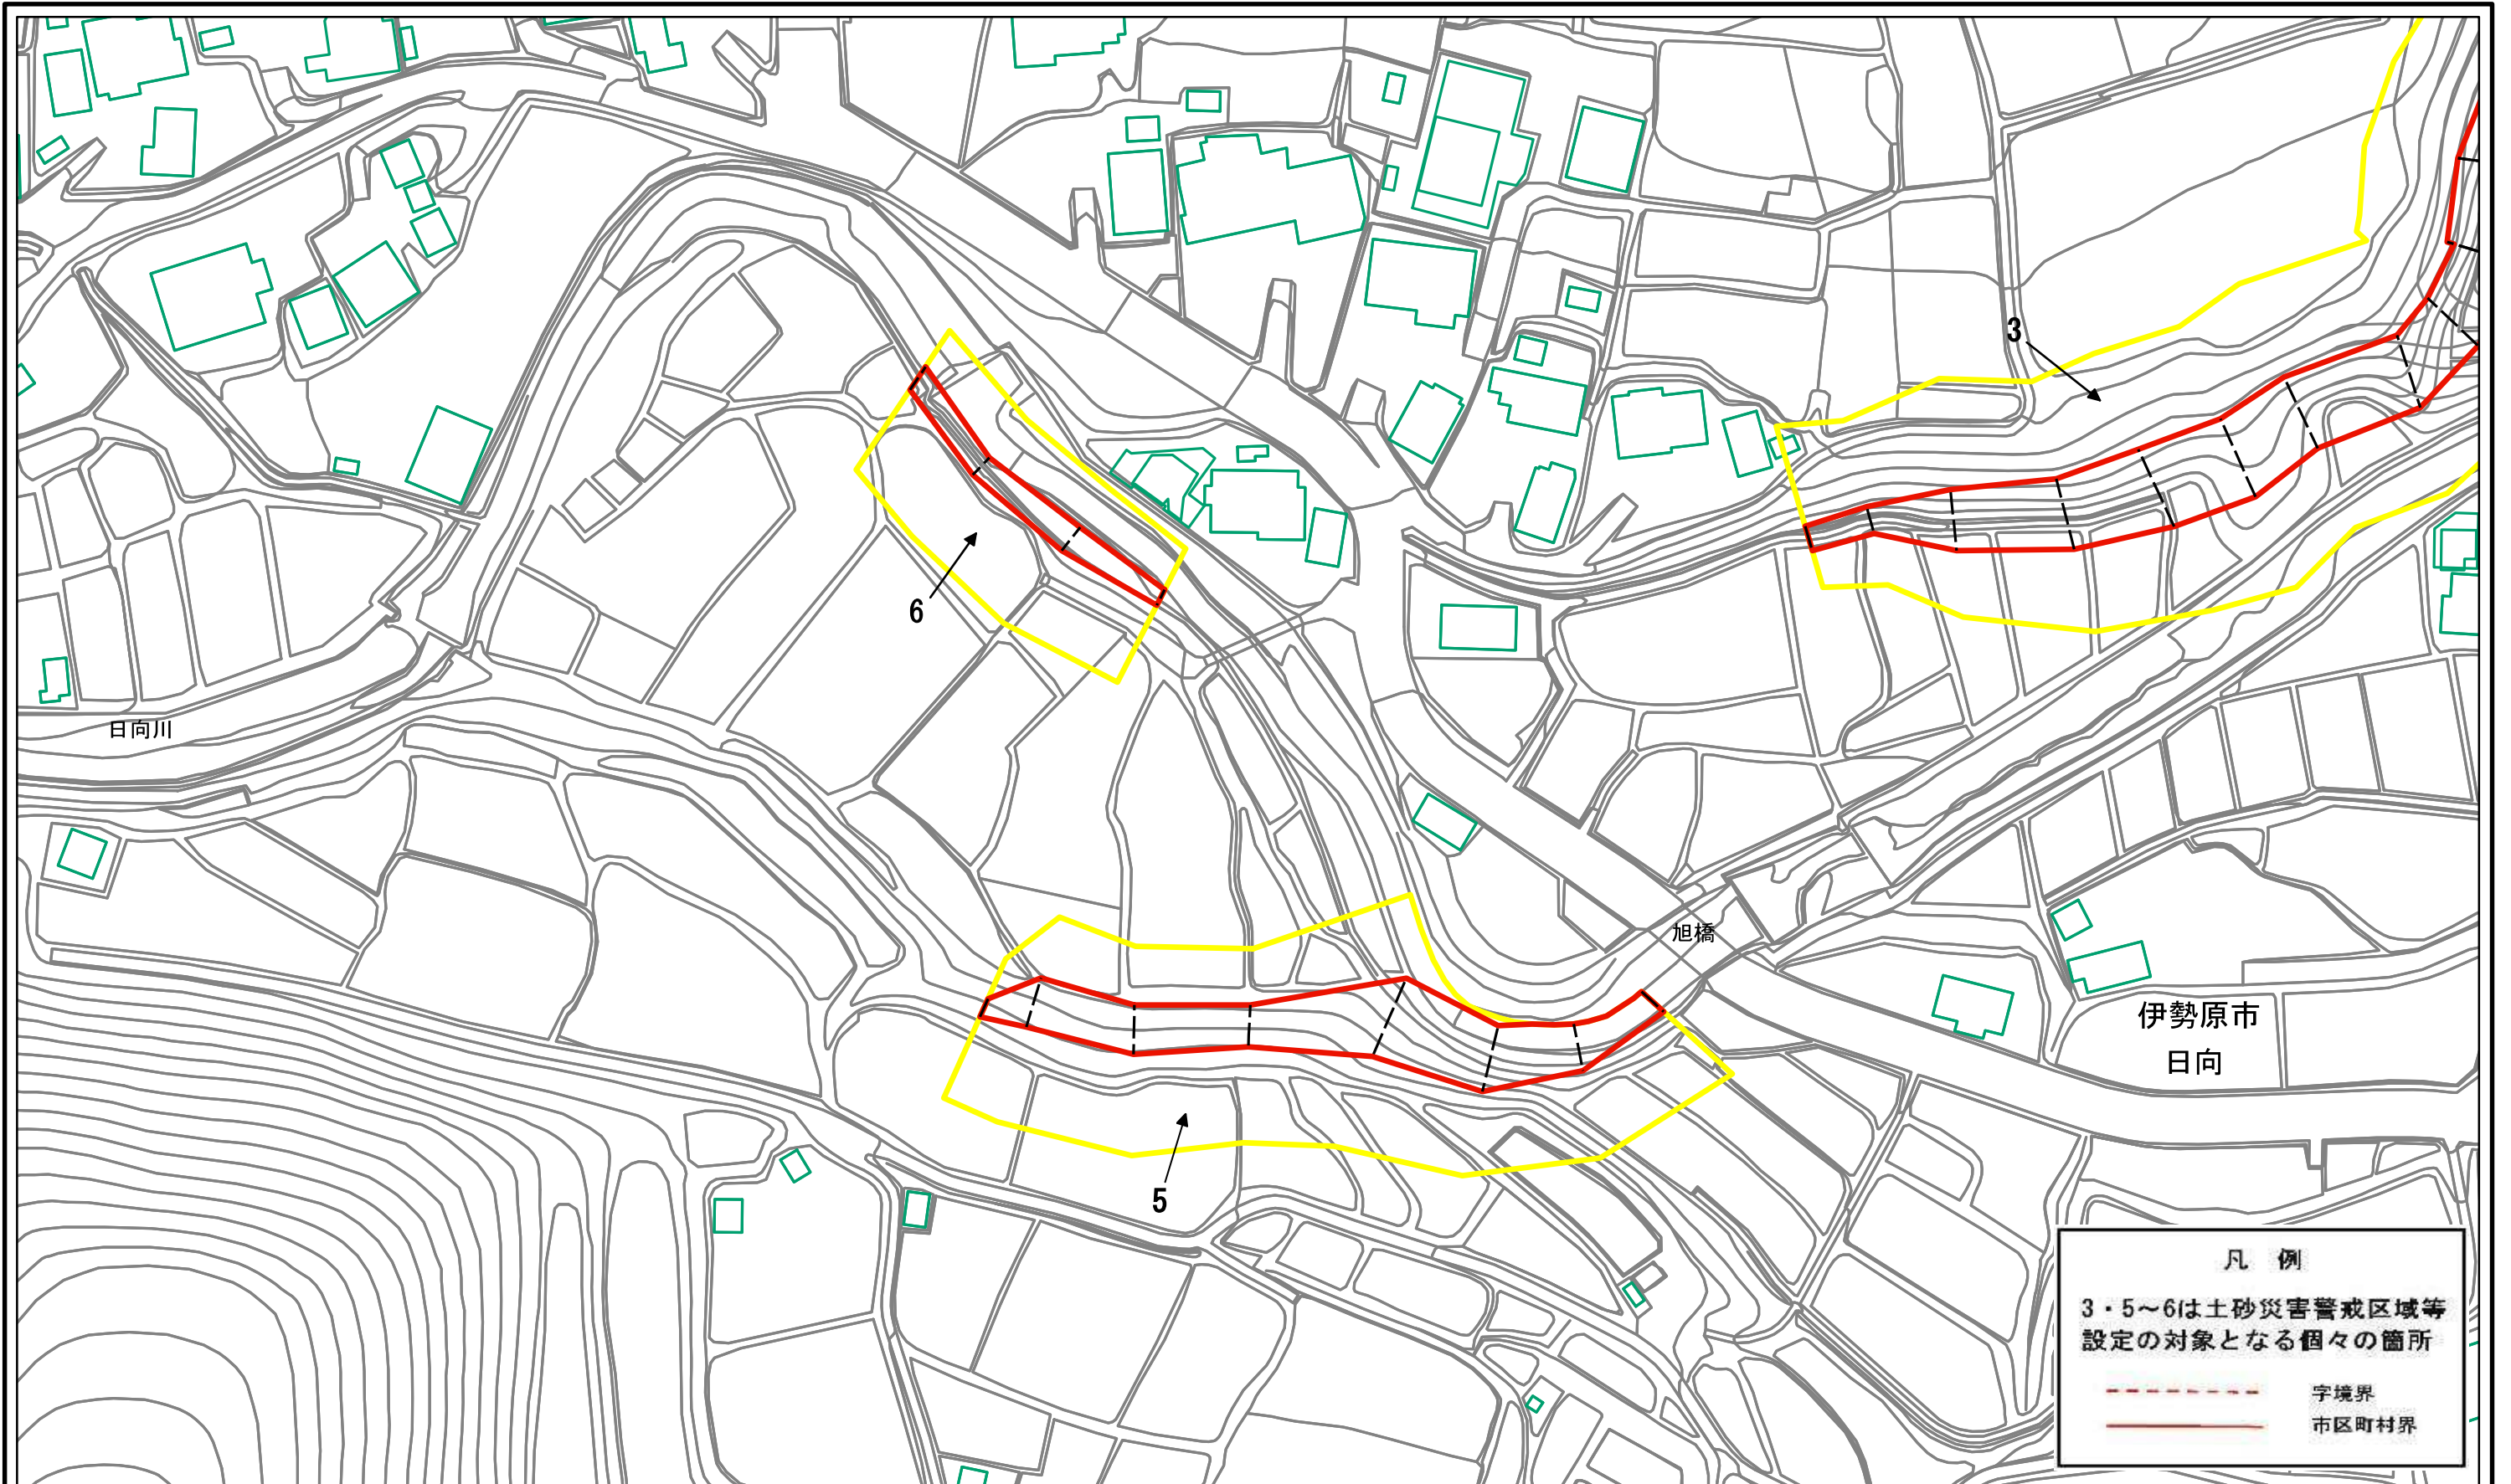 3
6
日向川
旭橋
伊勢原市
日向
5
凡 例
3・5～6は土砂災害警戒区域等
設定の対象となる個々の箇所
字境界
市区町村界